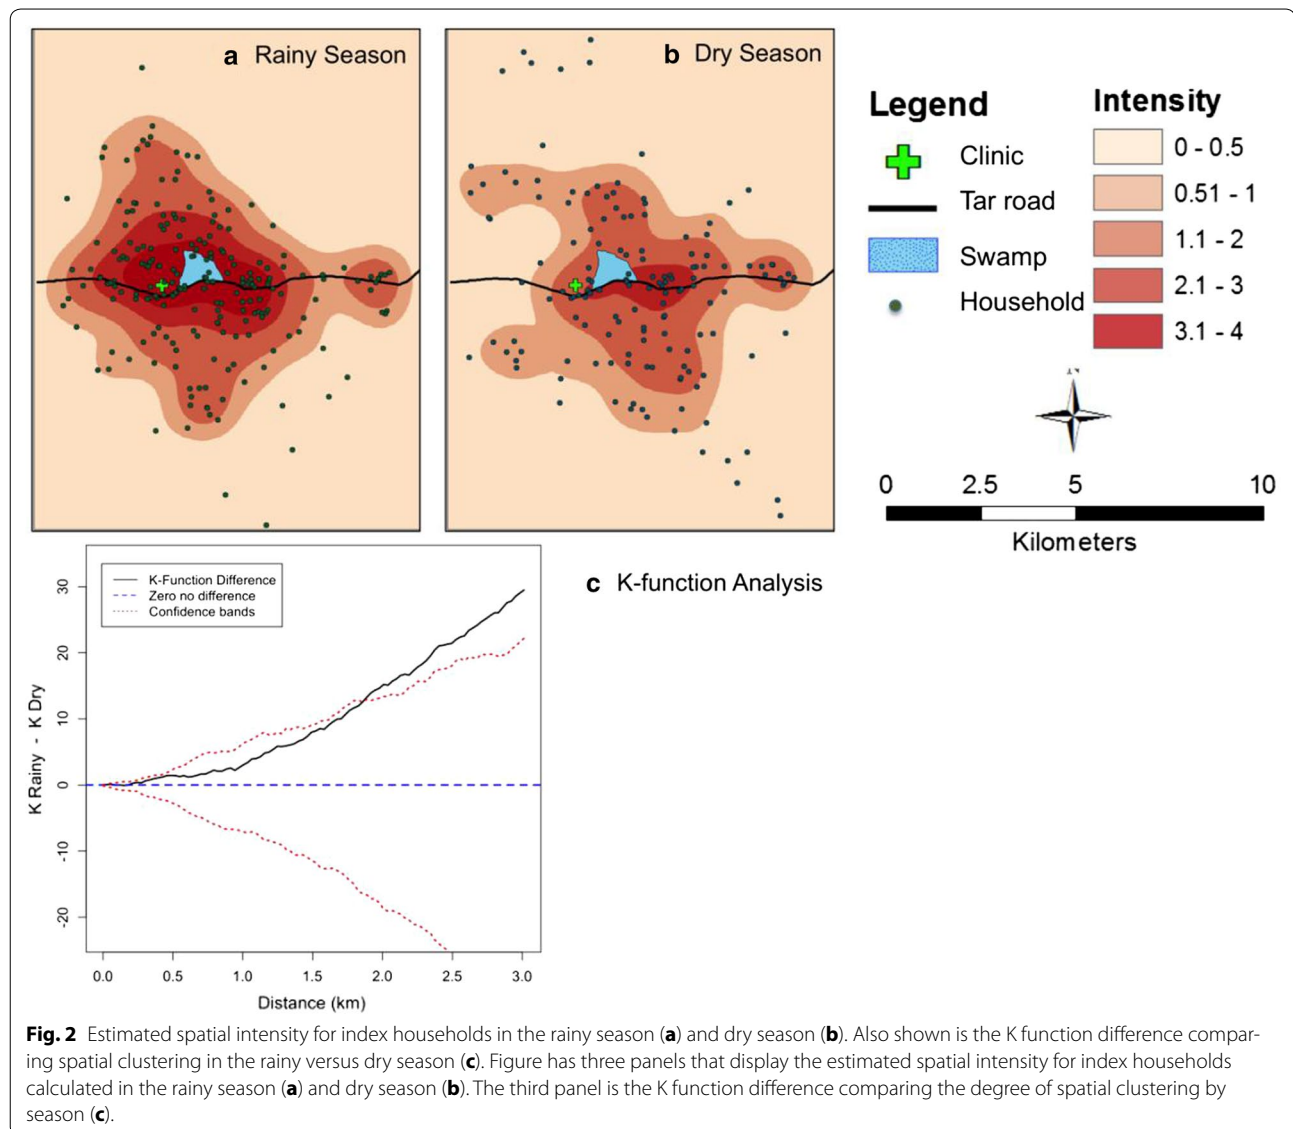 a Rainy Season
b Dry Season
Legend
Clinic
Tar road
Swamp
Household
Intensity
0 - 0.5
0.51 - 1
1.1 - 2
2.1 - 3
3.1 - 4
0 2.5 5 10
Kilometers
c K-function Analysis
K-Function Difference
Zero no difference
Confidence bands
K Rainy - K Dry
30
20
10
0
-10
-20
0.0 0.5 1.0 1.5 2.0 2.5 3.0
Distance (km)
Fig. 2 Estimated spatial intensity for index households in the rainy season (a) and dry season (b). Also shown is the K function difference compar-
ing spatial clustering in the rainy versus dry season (c). Figure has three panels that display the estimated spatial intensity for index households
calculated in the rainy season (a) and dry season (b). The third panel is the K function difference comparing the degree of spatial clustering by
season (c).